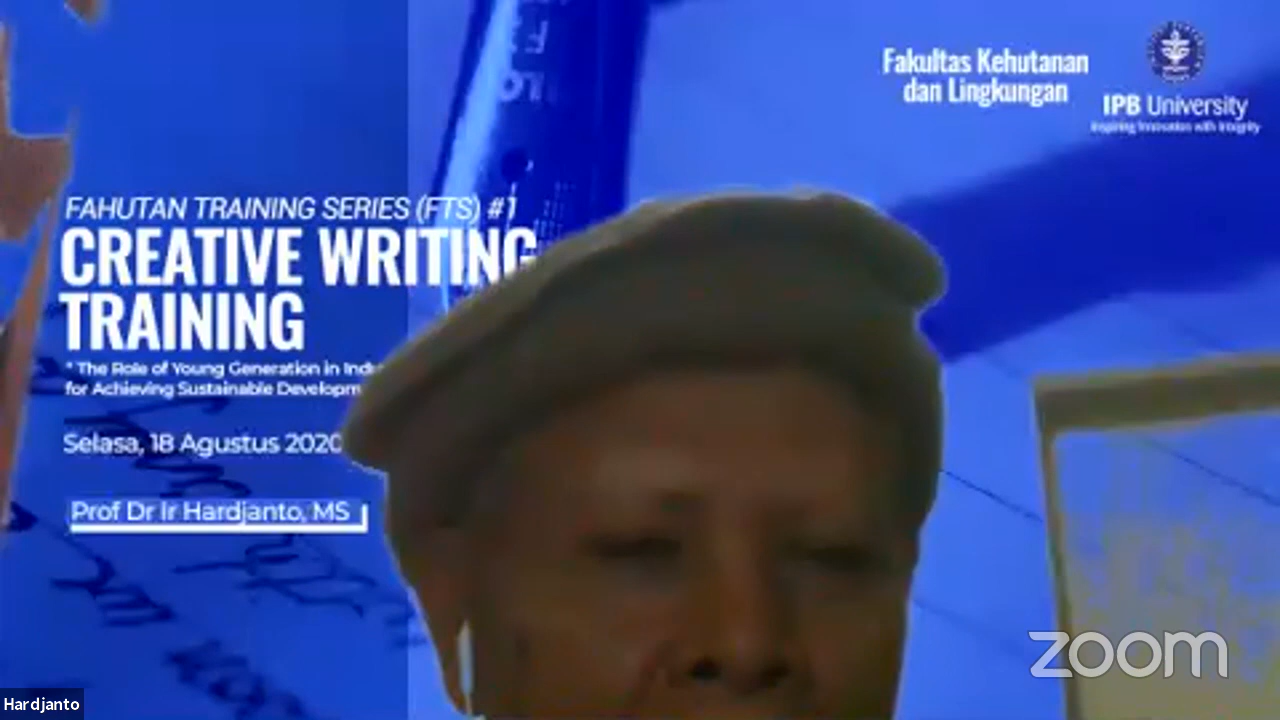 Fakultas Kehutanan
dan Lingkungan
IPB University
Inspiring Innovation with Integrity
FAHUTAN TRAINING SERIES (FTS) #1
CREATIVE WRITING
TRAINING
" The Role of Young Generation in
for Achieving Sustainable
Selasa, 18 Agustus 2020
Prof Dr Ir Hardjanto, MS
zoom
Hardjanto